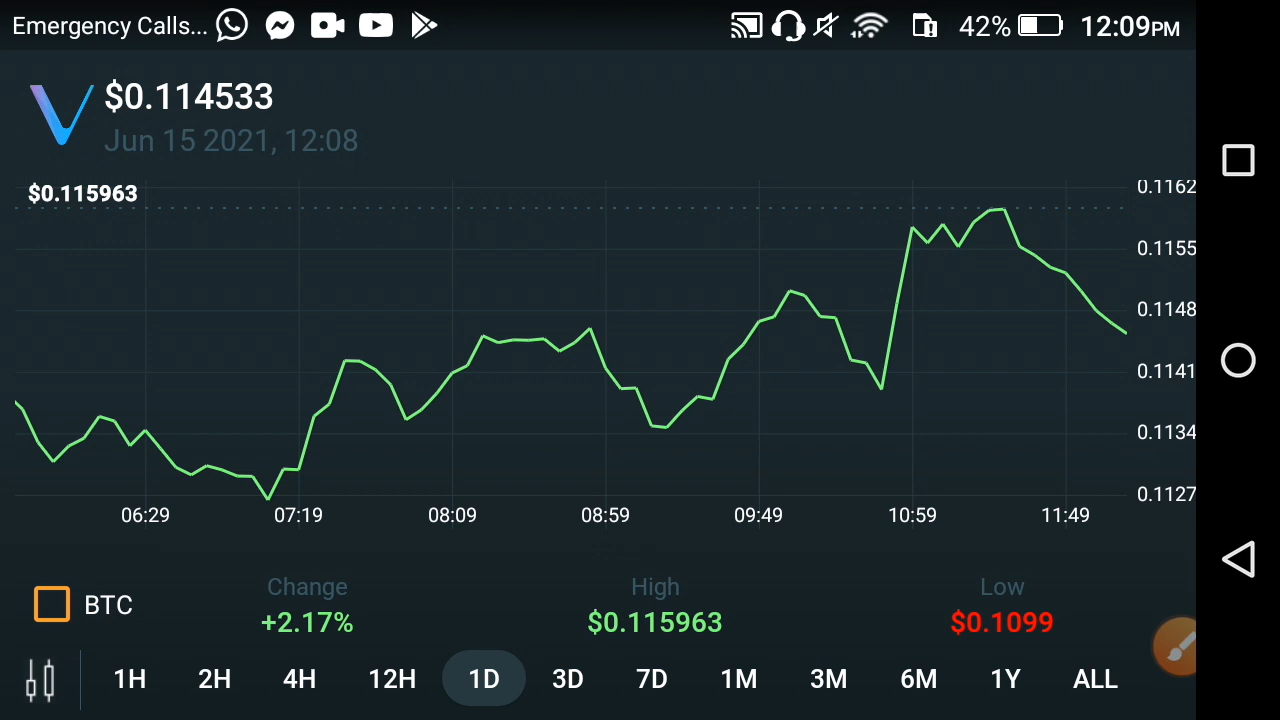 Emergency Calls... 42% 12:09PM
$0.114533
Jun 15 2021, 12:08
$0.115963
0.1162
0.1155
0.1148
0.1141
0.1134
0.1127
06:29 07:19 08:09 08:59 09:49 10:59 11:49
BTC
Change High Low
+2.17% $0.115963 $0.1099
1H 2H 4H 12H 1D 3D 7D 1M 3M 6M 1Y ALL